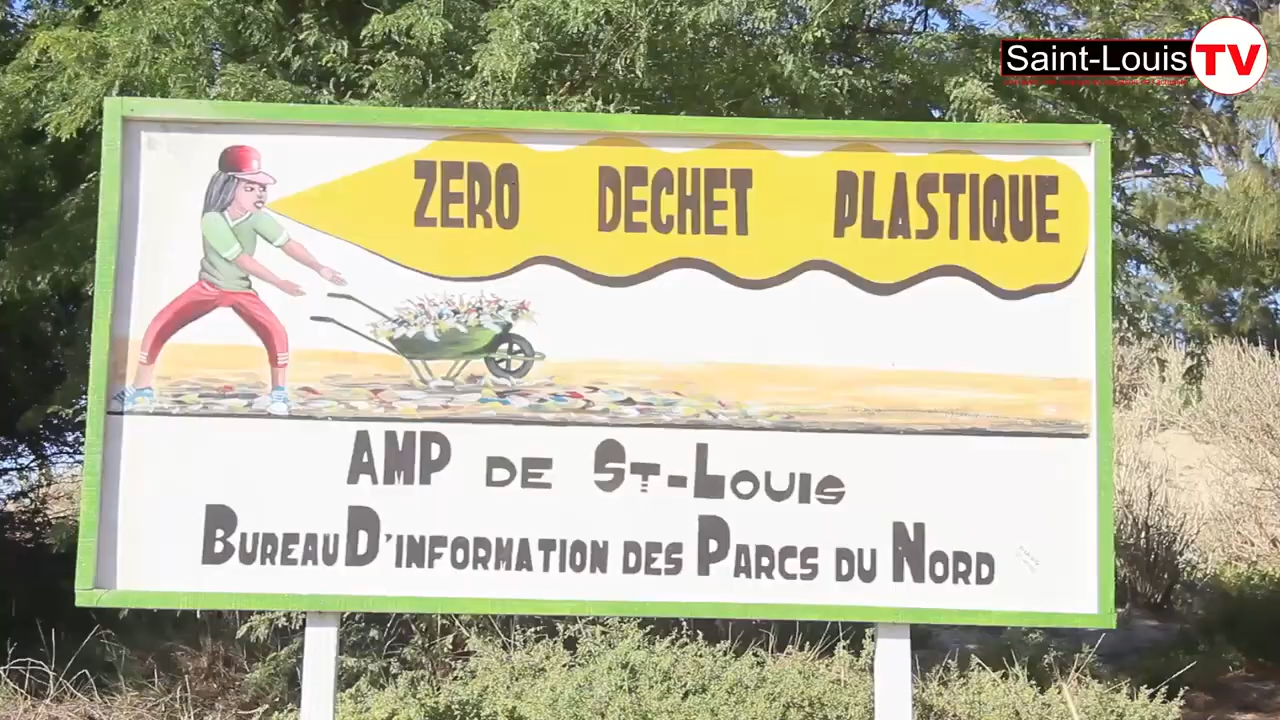 Saint-Louis TV
ZERO DECHET PLASTIQUE
AMP DE ST-LOUIS
BUREAU D'INFORMATION DES PARCS DU NORD